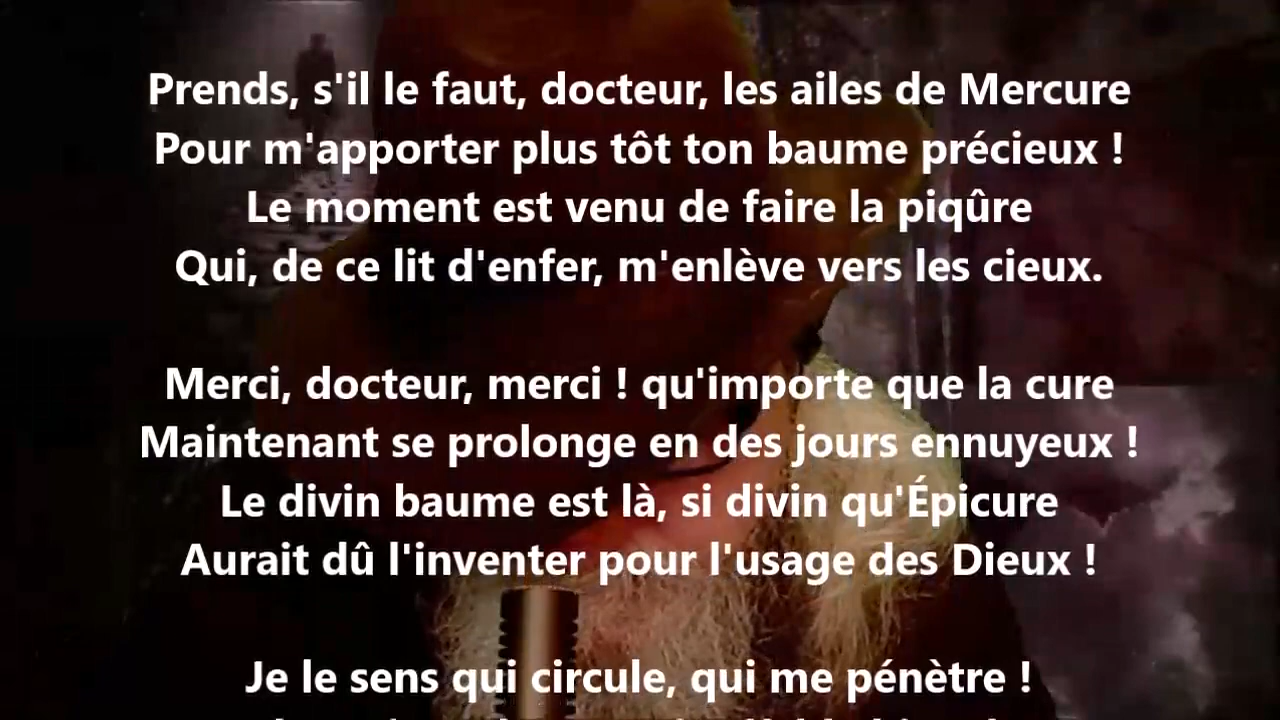 Prends, s'il le faut, docteur, les ailes de Mercure
Pour m'apporter plus tôt ton baume précieux !
Le moment est venu de faire la piqûre
Qui, de ce lit d'enfer, m'enlève vers les cieux.
Merci, docteur, merci ! qu'importe que la cure
Maintenant se prolonge en des jours ennuyeux !
Le divin baume est là, si divin qu'Épicure
Aurait dû l'inventer pour l'usage des Dieux !
Je le sens qui circule, qui me pénètre !